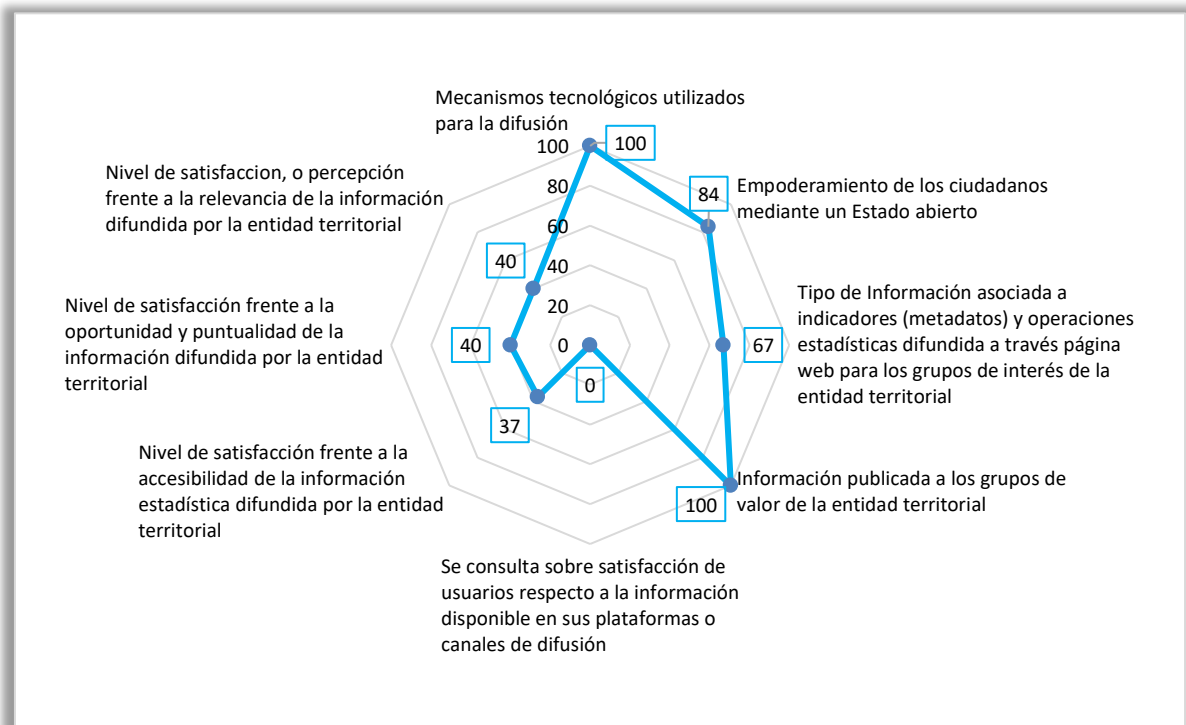 Mecanismos tecnológicos utilizados
para la difusión
100
100
Nivel de satisfaccion, o percepción
frente a la relevancia de la información
difundida por la entidad territorial
84
Empoderamiento de los ciudadanos
mediante un Estado abierto
80
60
40
40
20
0
Nivel de satisfacción frente a la
oportunidad y puntualidad de la
información difundida por la entidad
territorial
40
Tipo de Información asociada a
indicadores (metadatos) y operaciones
estadísticas difundida a través página
web para los grupos de interés de la
entidad territorial
67
0
37
Nivel de satisfacción frente a la
accesibilidad de la información
estadística difundida por la entidad
territorial
Información publicada a los grupos de
valor de la entidad territorial
100
Se consulta sobre satisfacción de
usuarios respecto a la información
disponible en sus plataformas o
canales de difusión